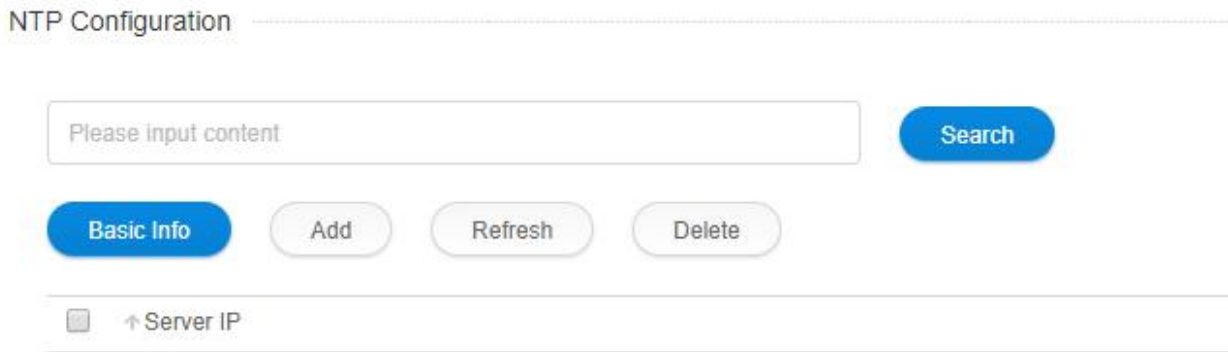 NTP Configuration
Please input content Search
Basic Info Add Refresh Delete
Server IP